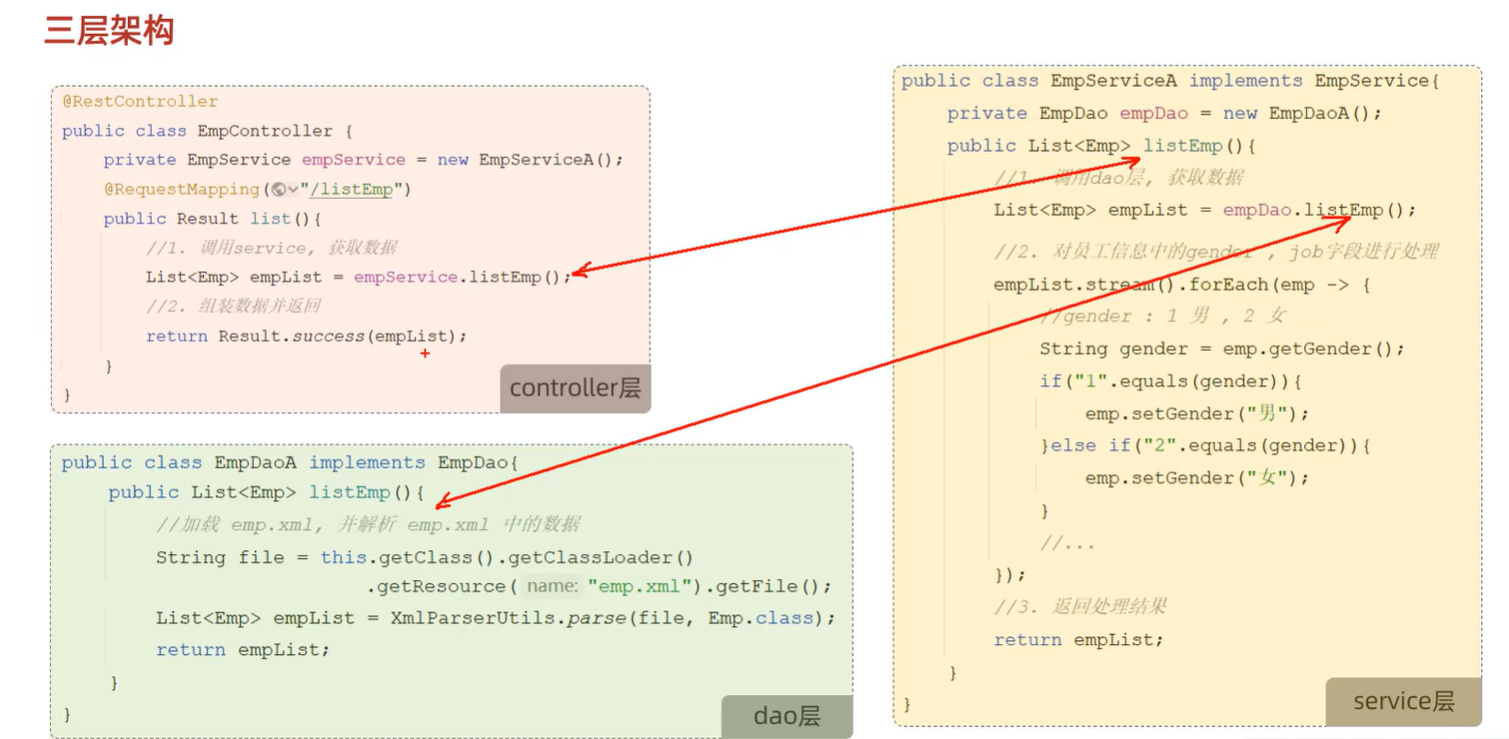 三层架构
@RestController
public class EmpController {
private EmpService empService = new EmpServiceA();
@RequestMapping("/listEmp")
public Result list(){
//1. 调用service, 获取数据
List<Emp> empList = empService.listEmp();
//2. 组装数据并返回
return Result.success(empList);
}
}
controller层
public class EmpDaoA implements EmpDao{
public List<Emp> listEmp(){
//加载 emp.xml, 并解析 emp.xml 中的数据
String file = this.getClass().getClassLoader()
.getResource( name: "emp.xml").getFile();
List<Emp> empList = XmlParserUtils.parse(file, Emp.class);
return empList;
}
}
dao层
public class EmpServiceA implements EmpService{
private EmpDao empDao = new EmpDaoA();
public List<Emp> listEmp(){
//1. 调用dao层, 获取数据
List<Emp> empList = empDao.listEmp();
//2. 对员工信息中的gender , job字段进行处理
empList.stream().forEach(emp -> {
//gender : 1 男 , 2 女
String gender = emp.getGender();
if("1".equals(gender)){
emp.setGender("男");
}else if("2".equals(gender)){
emp.setGender("女");
}
//...
});
//3. 返回处理结果
return empList;
}
}
service层